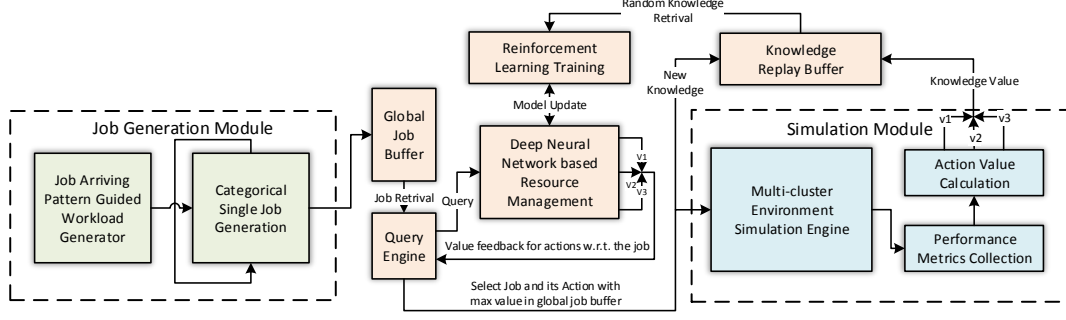 Random Knowledge
Retrival
Reinforcement
Learning Training
Knowledge
Replay Buffer
New
Knowledge
Knowledge Value
Model Update
Job Generation Module
Global
Job
Buffer
Deep Neural
Network based
Resource
Management
v1
v2
v3
Simulation Module
v1
v2
v3
Job Arriving
Pattern Guided
Workload
Generator
Categorical
Single Job
Generation
Job Retrival
Query
Query
Engine
Value feedback for actions w.r.t. the job
Multi-cluster
Environment
Simulation Engine
Action Value
Calculation
Performance
Metrics Collection
Select Job and its Action with
max value in global job buffer